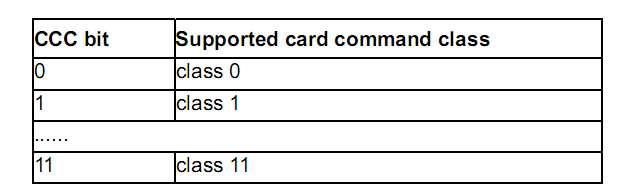 CCC bit Supported card command class
0 class 0
1 class 1
......
11 class 11